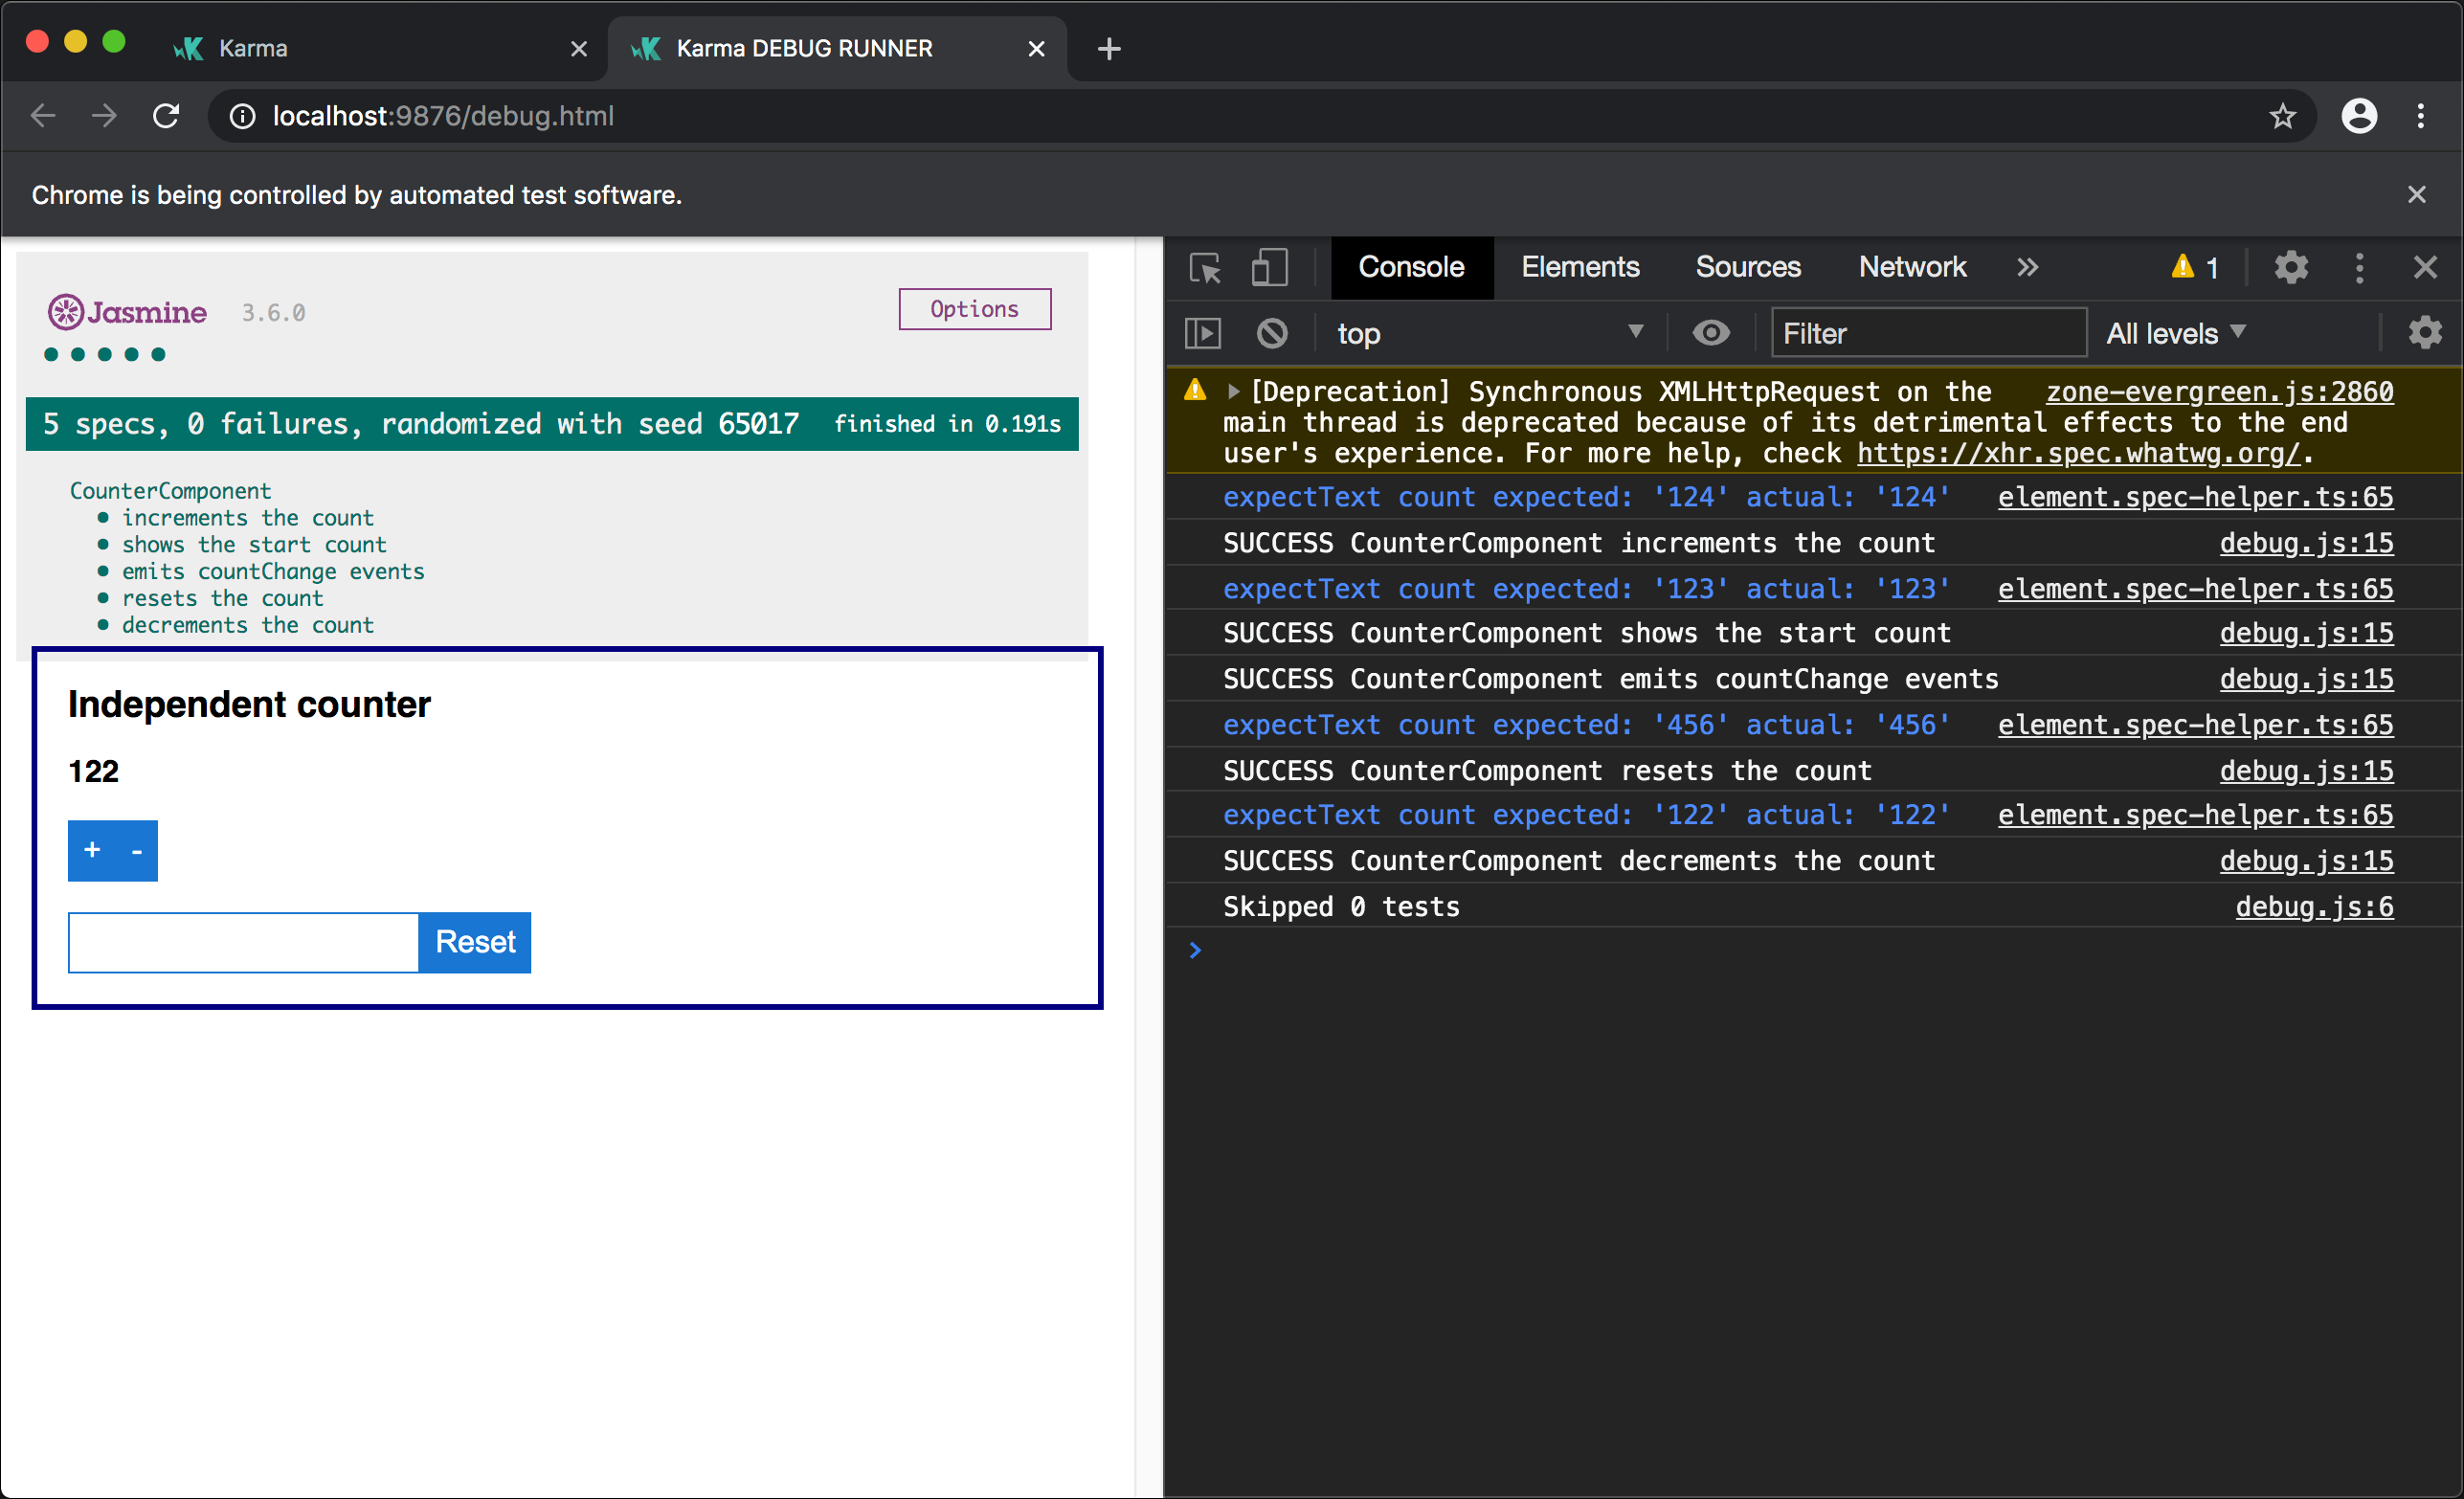 Karma
Karma DEBUG RUNNER
localhost:9876/debug.html
Chrome is being controlled by automated test software.
Jasmine 3.6.0
Options
5 specs, 0 failures, randomized with seed 65017 finished in 0.191s
CounterComponent
• increments the count
• shows the start count
• emits countChange events
• resets the count
• decrements the count
Independent counter
122
+ -
Reset
Console Elements Sources Network » 1
top Filter All levels
[Deprecation] Synchronous XMLHttpRequest on the zone-evergreen.js:2860
main thread is deprecated because of its detrimental effects to the end
user's experience. For more help, check https://xhr.spec.whatwg.org/.
expectText count expected: '124' actual: '124' element.spec-helper.ts:65
SUCCESS CounterComponent increments the count debug.js:15
expectText count expected: '123' actual: '123' element.spec-helper.ts:65
SUCCESS CounterComponent shows the start count debug.js:15
SUCCESS CounterComponent emits countChange events debug.js:15
expectText count expected: '456' actual: '456' element.spec-helper.ts:65
SUCCESS CounterComponent resets the count debug.js:15
expectText count expected: '122' actual: '122' element.spec-helper.ts:65
SUCCESS CounterComponent decrements the count debug.js:15
Skipped 0 tests debug.js:6